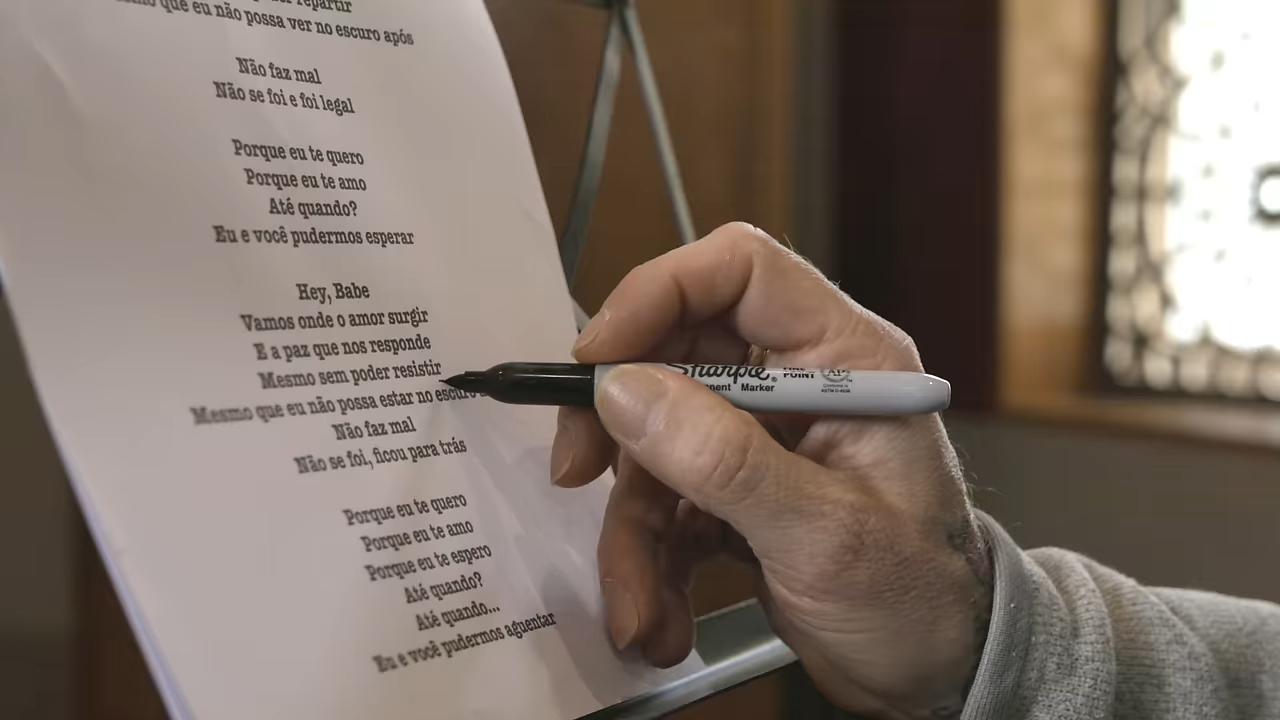 repartir
que eu não possa ver no escuro após
Não faz mal
Não se foi e foi legal
Porque eu te quero
Porque eu te amo
Até quando?
Eu e você pudermos esperar
Hey, Babe
Vamos onde o amor surgir
E a paz que nos responde
Mesmo sem poder resistir
Mesmo que eu não possa estar no escuro
Não faz mal
Não se foi, ficou para trás
Porque eu te quero
Porque eu te amo
Porque eu te espero
Até quando?
Até quando...
Eu e você pudermos aguentar
Sharpie®
FINE
POINT
Marker
AP